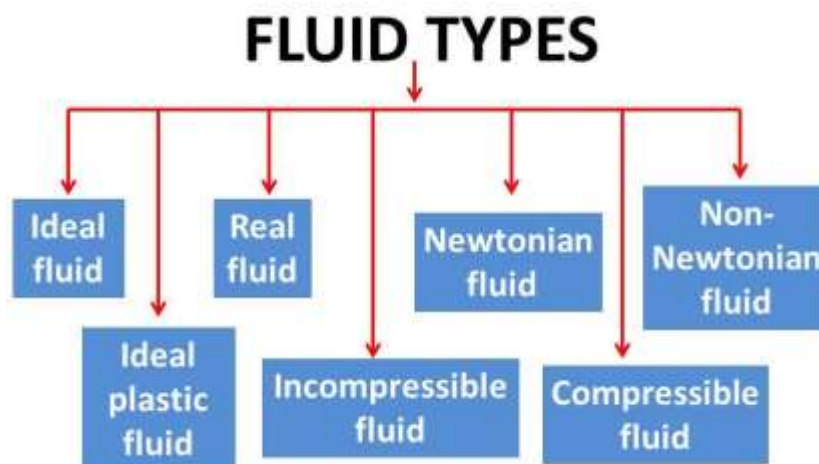 FLUID TYPES
Ideal
fluid
Real
fluid
Newtonian
fluid
Non-
Newtonian
fluid
Ideal
plastic
fluid
Incompressible
fluid
Compressible
fluid